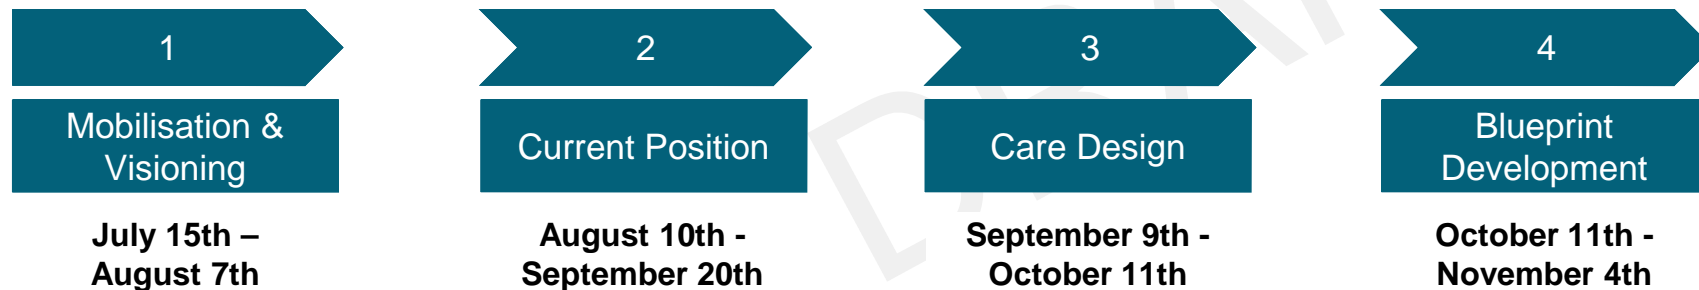 1
Mobilisation &
Visioning
July 15th –
August 7th
2
Current Position
August 10th -
September 20th
3
Care Design
September 9th -
October 11th
4
Blueprint
Development
October 11th -
November 4th